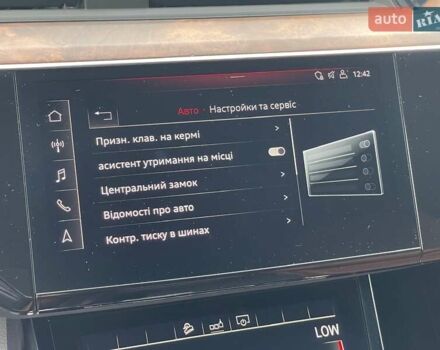 auto RIA
12:42
Авто · Настройки та сервіс
Призн. клав. на кермі
асистент утримання на місці
Центральний замок
Відомості про авто
Контр. тиску в шинах
LOW